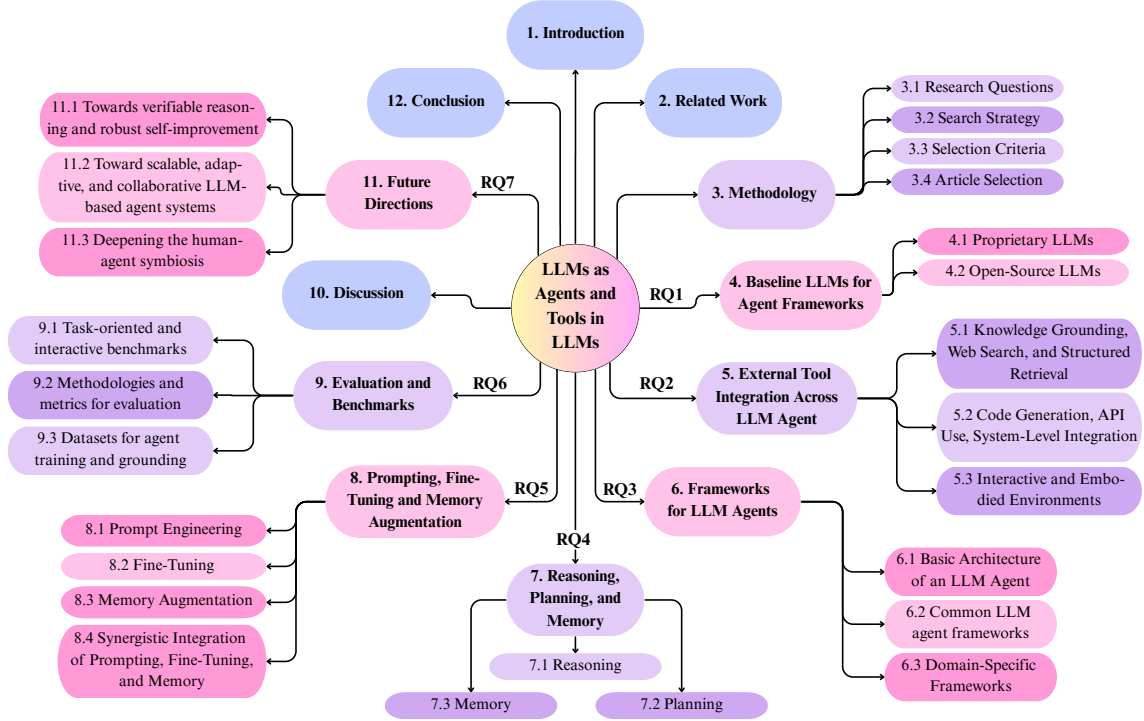 LLMs as
Agents and
Tools in
LLMs
1. Introduction
2. Related Work
3. Methodology
3.1 Research Questions
3.2 Search Strategy
3.3 Selection Criteria
3.4 Article Selection
RQ1
4. Baseline LLMs for
Agent Frameworks
4.1 Proprietary LLMs
4.2 Open-Source LLMs
RQ2
5. External Tool
Integration Across
LLM Agent
5.1 Knowledge Grounding,
Web Search, and Structured
Retrieval
5.2 Code Generation, API
Use, System-Level Integration
5.3 Interactive and Embo-
died Environments
RQ3
6. Frameworks
for LLM Agents
6.1 Basic Architecture
of an LLM Agent
6.2 Common LLM
agent frameworks
6.3 Domain-Specific
Frameworks
RQ4
7. Reasoning,
Planning, and
Memory
7.1 Reasoning
7.2 Planning
7.3 Memory
RQ5
8. Prompting, Fine-
Tuning and Memory
Augmentation
8.1 Prompt Engineering
8.2 Fine-Tuning
8.3 Memory Augmentation
8.4 Synergistic Integration
of Prompting, Fine-Tuning,
and Memory
RQ6
9. Evaluation and
Benchmarks
9.1 Task-oriented and
interactive benchmarks
9.2 Methodologies and
metrics for evaluation
9.3 Datasets for agent
training and grounding
10. Discussion
RQ7
11. Future
Directions
11.1 Towards verifiable reason-
ing and robust self-improvement
11.2 Toward scalable, adap-
tive, and collaborative LLM-
based agent systems
11.3 Deepening the human-
agent symbiosis
12. Conclusion